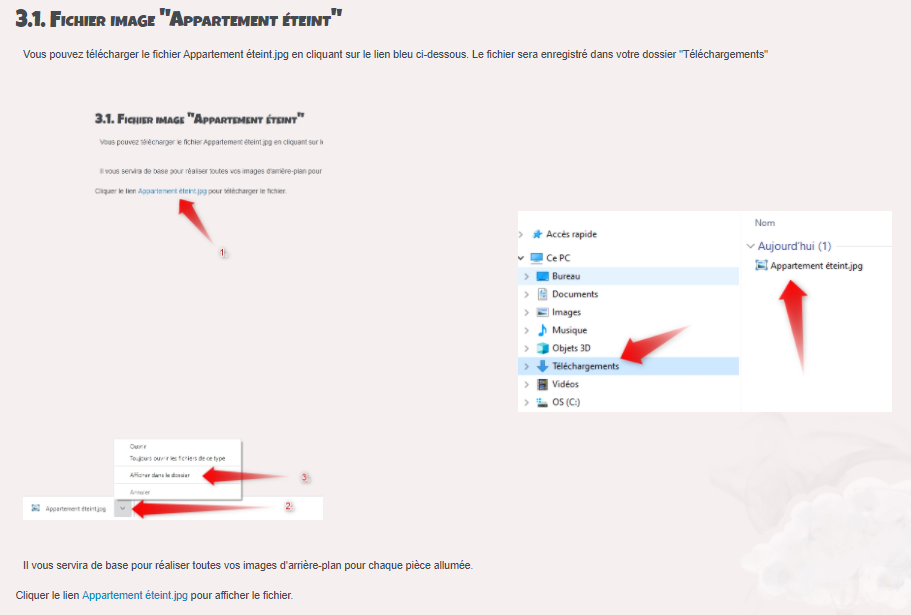 3.1. Fichier image "Appartement éteint"
Vous pouvez télécharger le fichier Appartement éteint.jpg en cliquant sur le lien bleu ci-dessous. Le fichier sera enregistré dans votre dossier "Téléchargements"
3.1. Fichier image "Appartement éteint"
Vous pouvez télécharger le fichier Appartement éteint.jpg en cliquant sur l
Il vous servira de base pour réaliser toutes vos images d'arrière-plan pour
Cliquer le lien Appartement éteint.jpg pour télécharger le fichier.
1
Accès rapide
Ce PC
Bureau
Documents
Images
Musique
Objets 3D
Téléchargements
Vidéos
OS (C:)
Nom
Aujourd'hui (1)
Appartement éteint.jpg
Ouvrir
Toujours ouvrir les fichiers de ce type
Afficher dans le dossier
3
Annuler
Appartement éteint.jpg
2
Il vous servira de base pour réaliser toutes vos images d'arrière-plan pour chaque pièce allumée.
Cliquer le lien Appartement éteint.jpg pour afficher le fichier.